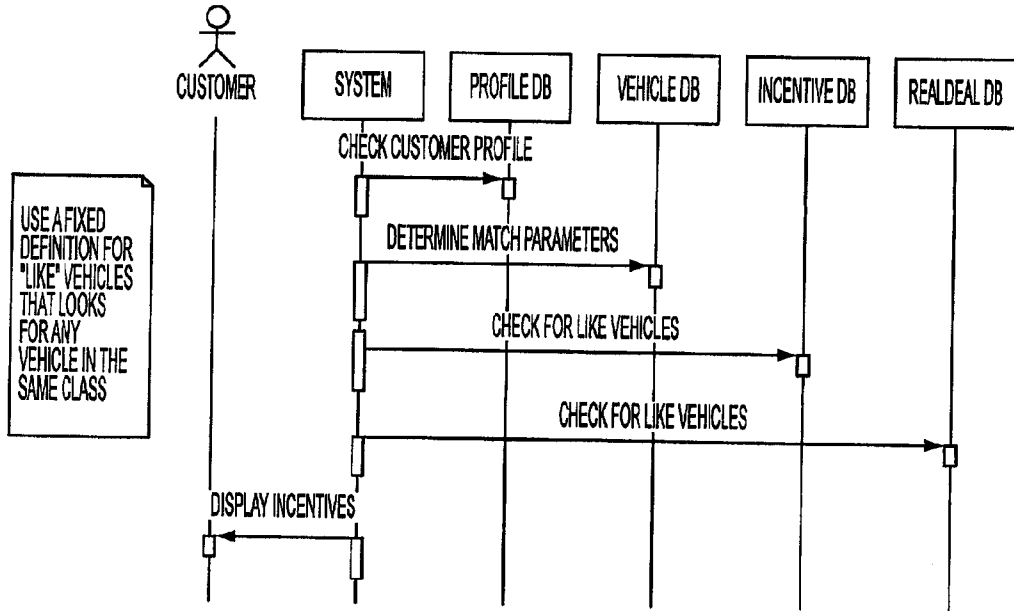 CUSTOMER
SYSTEM
PROFILE DB
VEHICLE DB
INCENTIVE DB
REALDEAL DB
CHECK CUSTOMER PROFILE
USE A FIXED
DEFINITION FOR
"LIKE" VEHICLES
THAT LOOKS
FOR ANY
VEHICLE IN THE
SAME CLASS
DETERMINE MATCH PARAMETERS
CHECK FOR LIKE VEHICLES
CHECK FOR LIKE VEHICLES
DISPLAY INCENTIVES